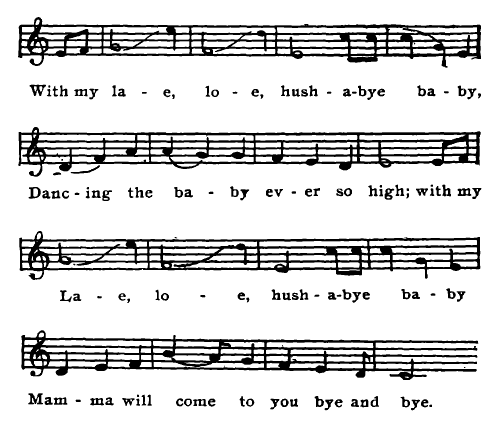 With my la - e, lo - e, hush - a-bye ba - by,
Danc - ing the ba - by ev - er so high; with my
La - e, lo - e, hush - a-bye ba - by
Mam - ma will come to you bye and bye.